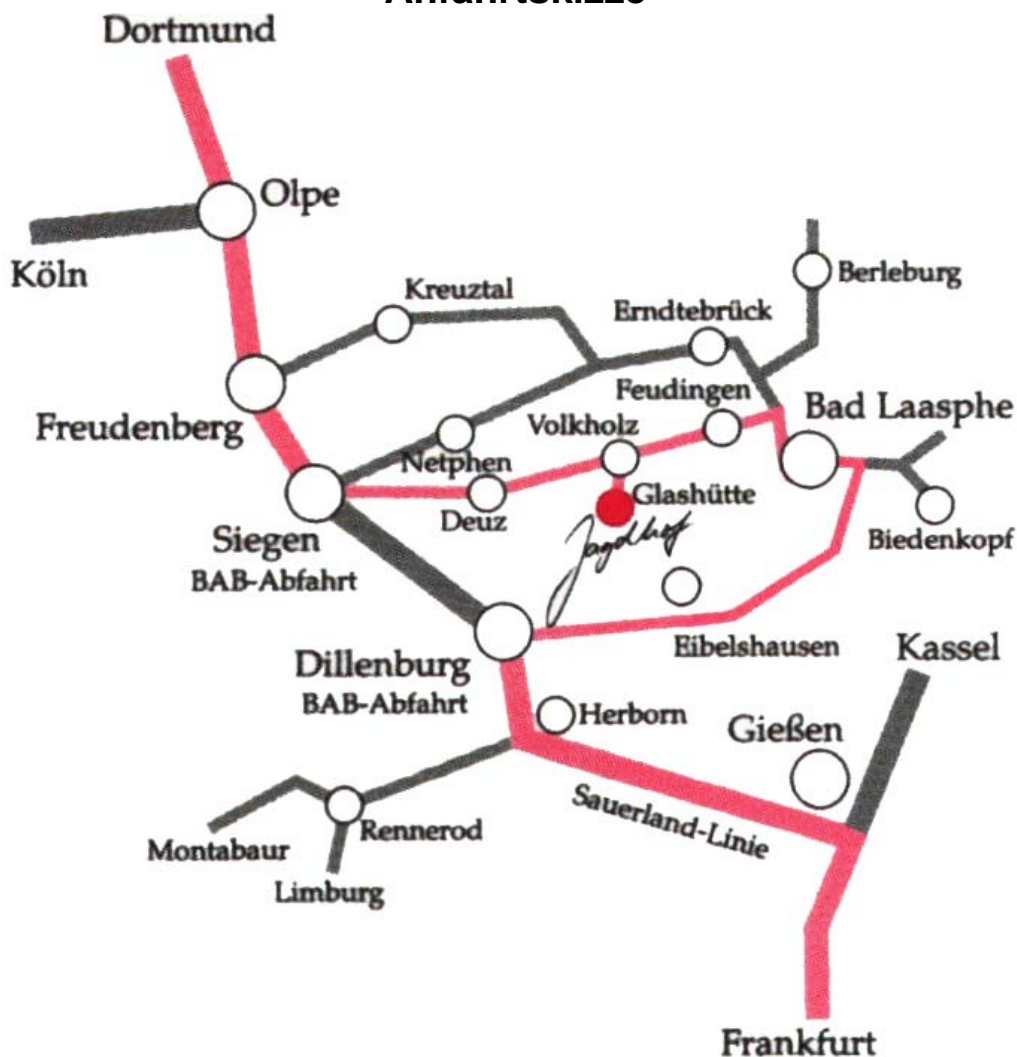 Anfahrtskizze
Dortmund
Olpe
Köln
Berleburg
Kreuztal
Erndtebrück
Feudingen
Bad Laasphe
Freudenberg
Volkholz
Netphen
Glashütte
Deuz
Jagdhof
Siegen
BAB-Abfahrt
Biedenkopf
Eibelshausen
Kassel
Dillenburg
BAB-Abfahrt
Herborn
Gießen
Sauerland-Linie
Rennerod
Montabaur
Limburg
Frankfurt